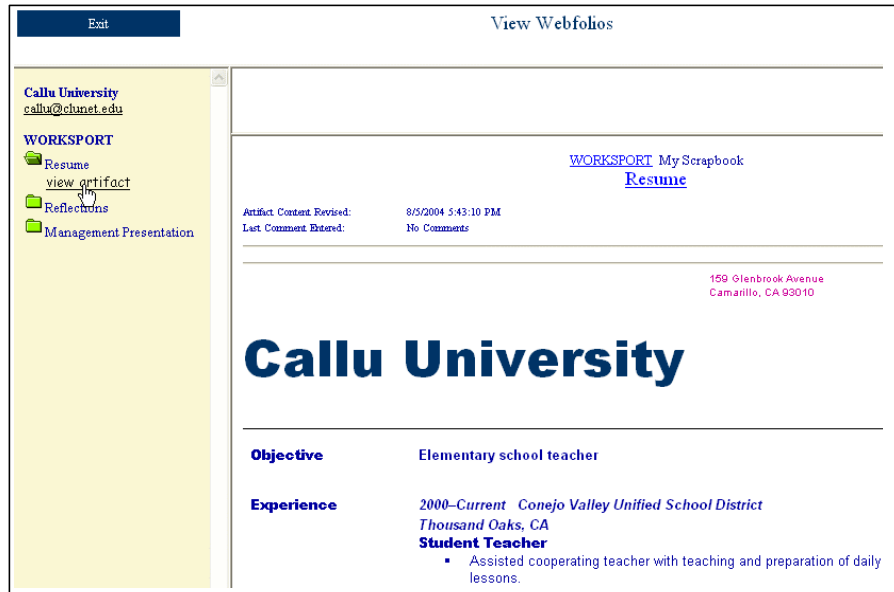 Exit
View Webfolios
Callu University
callu@clunet.edu
WORKSPORT
Resume
view artifact
Reflections
Management Presentation
WORKSPORT My Scrapbook
Resume
Artifact Content Revised: 8/5/2004 5:43:10 PM
Last Comment Entered: No Comments
159 Glenbrook Avenue
Camarillo, CA 93010
Callu University
Objective Elementary school teacher
Experience 2000–Current Conejo Valley Unified School District
Thousand Oaks, CA
Student Teacher
▪ Assisted cooperating teacher with teaching and preparation of daily
lessons.